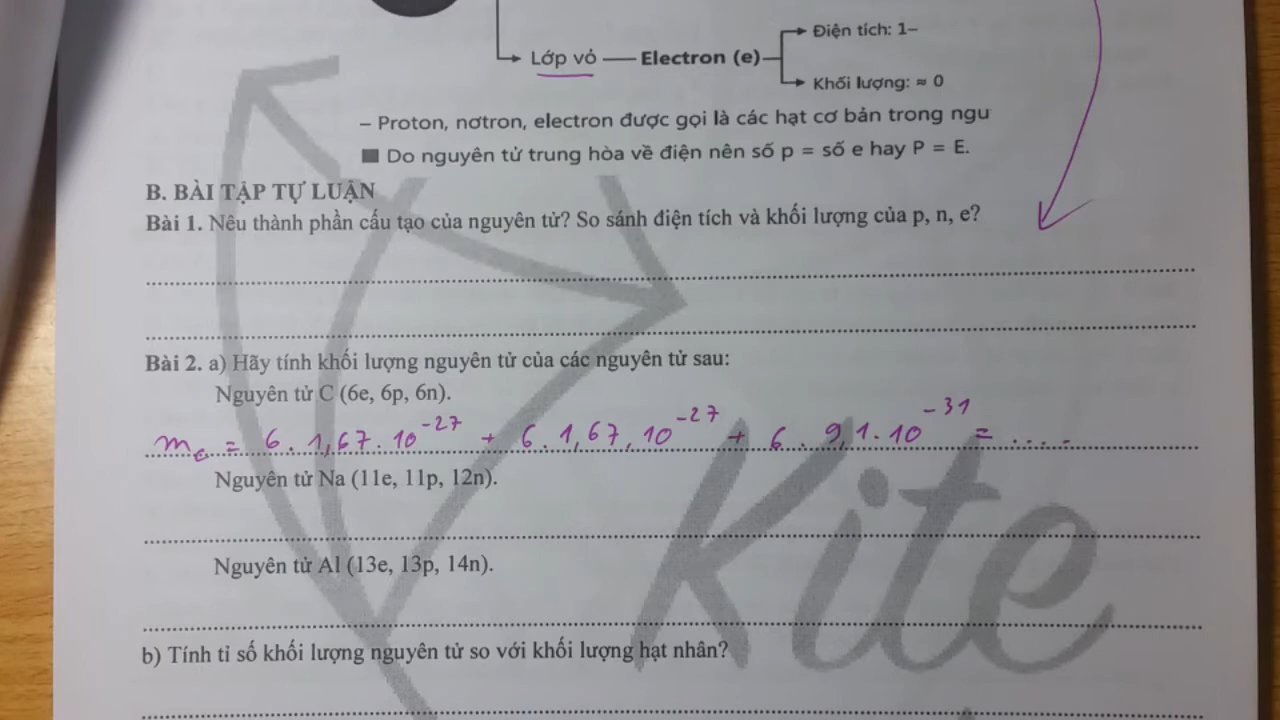 Điện tích: 1–
Lớp vỏ Electron (e)
Khối lượng: ≈ 0
– Proton, nơtron, electron được gọi là các hạt cơ bản trong ngu
Do nguyên tử trung hòa về điện nên số p = số e hay P = E.
B. BÀI TẬP TỰ LUẬN
Bài 1. Nêu thành phần cấu tạo của nguyên tử? So sánh điện tích và khối lượng của p, n, e?
Bài 2. a) Hãy tính khối lượng nguyên tử của các nguyên tử sau:
Nguyên tử C (6e, 6p, 6n).
m_C = 6 . 1,67 . 10^-27 + 6 . 1,67 . 10^-27 + 6 . 9,1 . 10^-31 = ....
Nguyên tử Na (11e, 11p, 12n).
Nguyên tử Al (13e, 13p, 14n).
b) Tính tỉ số khối lượng nguyên tử so với khối lượng hạt nhân?
Kite